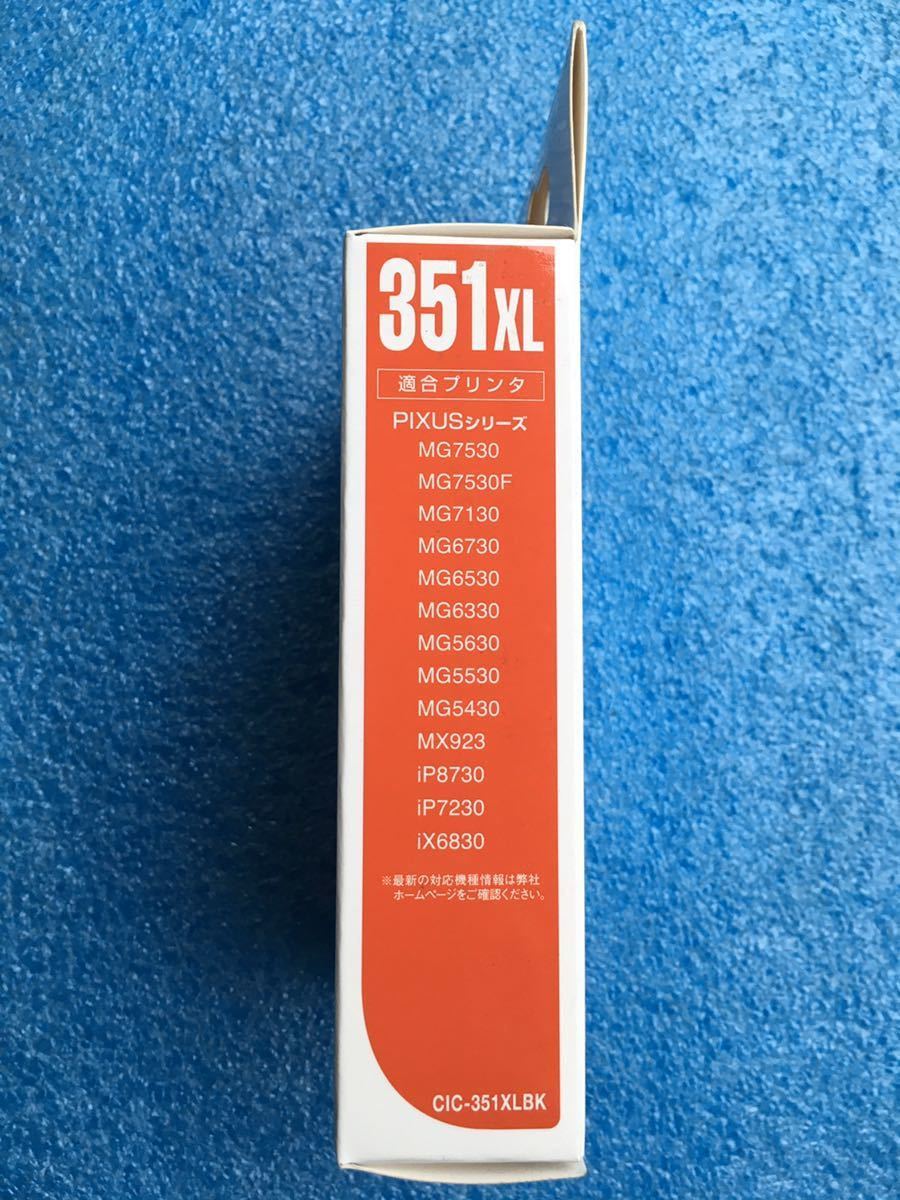 351XL
適合プリンタ
PIXUSシリーズ
MG7530
MG7530F
MG7130
MG6730
MG6530
MG6330
MG5630
MG5530
MG5430
MX923
iP8730
iP7230
iX6830
※最新の対応機種情報は弊社
ホームページをご確認ください。
CIC-351XLBK